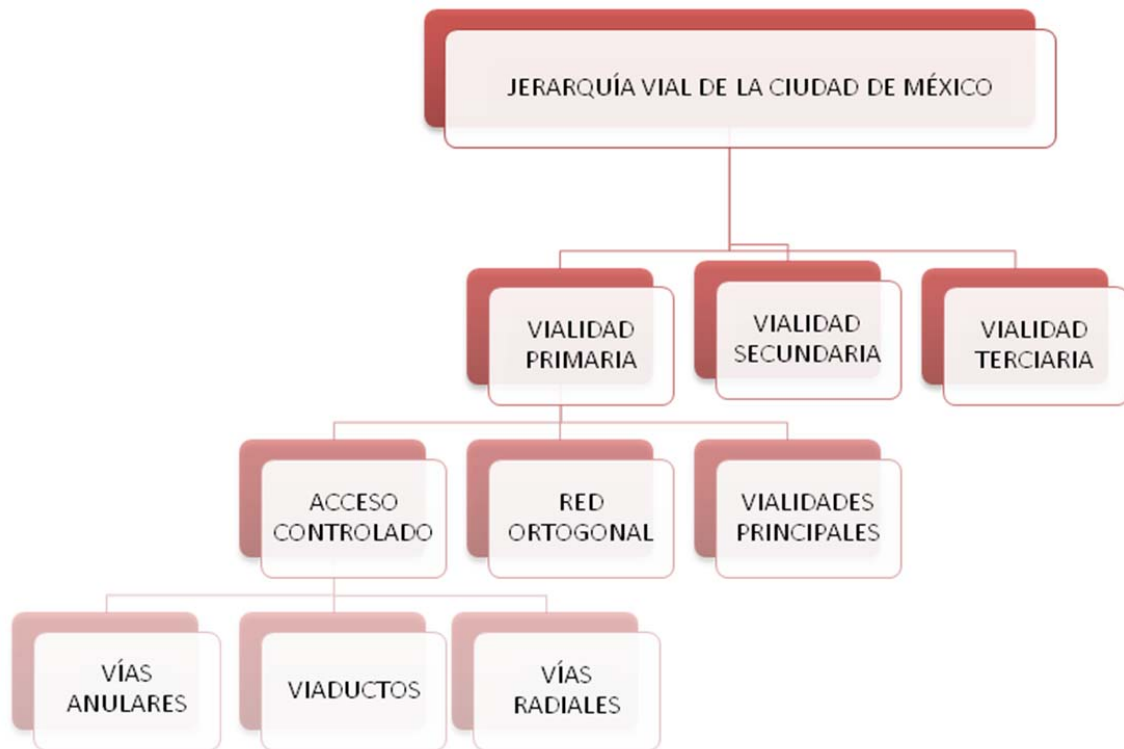 JERARQUÍA VIAL DE LA CIUDAD DE MÉXICO
VIALIDAD
PRIMARIA
VIALIDAD
SECUNDARIA
VIALIDAD
TERCIARIA
ACCESO
CONTROLADO
RED
ORTOGONAL
VIALIDADES
PRINCIPALES
VÍAS
ANULARES
VIADUCTOS
VÍAS
RADIALES